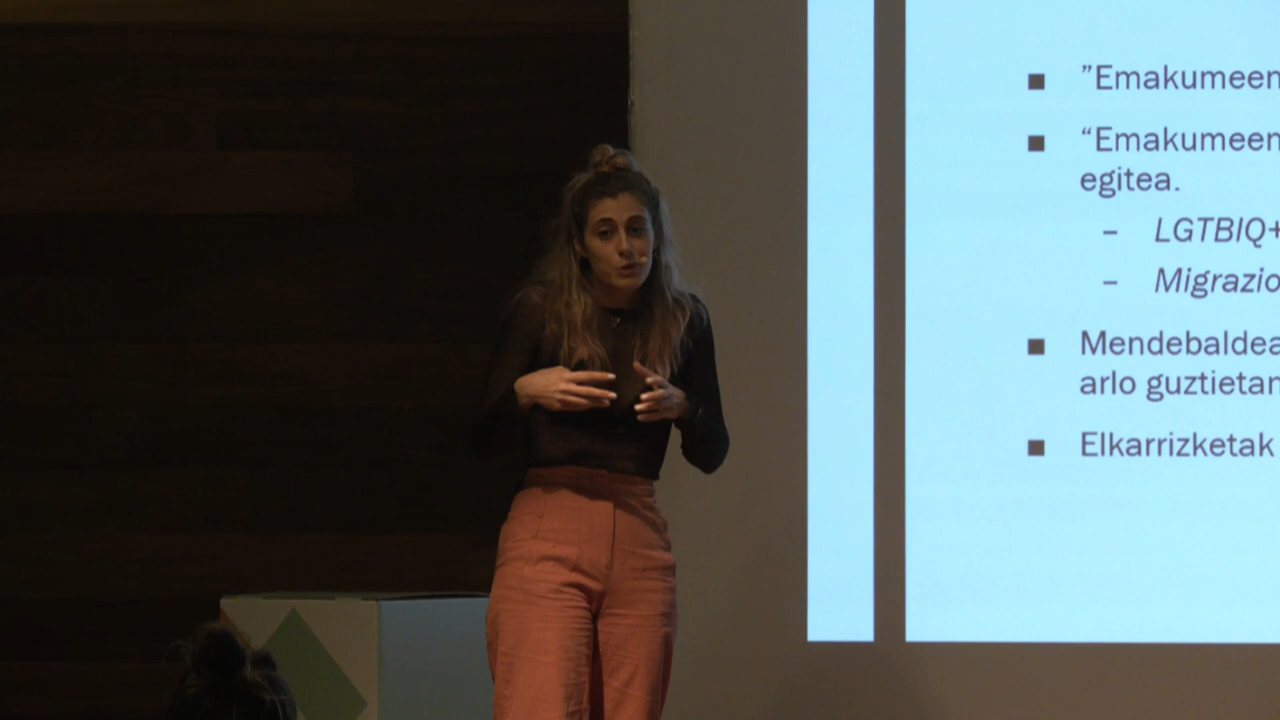 ”Emakumeen
“Emakumeen
egitea.
– LGTBIQ+
– Migrazio
Mendebaldea
arlo guztietan
Elkarrizketak